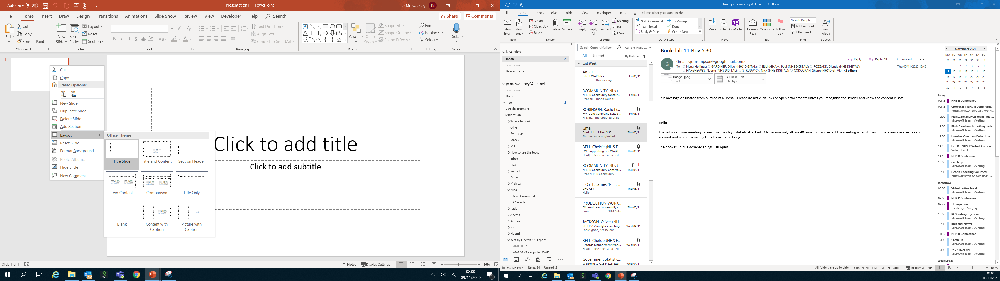 AutoSave Off
Presentation1 - PowerPoint
Jo Mcsweeney JM
File Home Insert Draw Design Transitions Animations Slide Show Review View Developer Help Search
Share Comments
Paste
Cut
Copy
Format Painter
Clipboard
New Slide
Reuse Slides
Layout
Reset
Section
Slides
Font
Text Direction
Align Text
Convert to SmartArt
Paragraph
Arrange
Quick Styles
Shape Fill
Shape Outline
Shape Effects
Drawing
Find
Replace
Select
Editing
Dictate
Voice
1
Cut
Copy
Paste Options:
New Slide
Duplicate Slide
Delete Slide
Add Section
Layout
Reset Slide
Format Background...
Photo Album...
Hide Slide
New Comment
Office Theme
Title Slide
Title and Content
Section Header
Two Content
Comparison
Title Only
Blank
Content with Caption
Picture with Caption
Click to add title
Click to add subtitle
Slide 1 of 1
Notes Display Settings 86%
08:00
09/11/2020
1
Inbox - jo.mcsweeney@nhs.net - Outlook
File Home Send / Receive Folder View Developer Help Tell me what you want to do
New Email
New Items
New
Ignore
Clean Up
Junk
Delete
Archive
Delete
Reply
Reply All
Forward
Meeting
IM
More
Respond
Gold Command
Team Email
Reply & Delete
To Manager
Done
Create New
Quick Steps
Move
Rules
OneNote
Move
Unread/ Read
Categorize
Follow Up
Tags
Search People
Address Book
Filter Email
Find
Read Aloud
Speech
Favorites
Inbox 2
Sent Items
Deleted Items
jo.mcsweeney@nhs.net
Sent Items
Drafts
Inbox 2
At the moment
RightCare
Where to Look
Oliver
PA Inputs
Stacey
Mike
How to use the tools
Inbox
HCV
Rachel
Adhoc
Melissa
Nina
Gold Command
PA model
Katie
Access
Admin
Josh
Naomi
Weekly Elective OP report
2020 10 22
2020 10 29 - adjusted WAR
Search Current Mailbox Current Mailbox
All Unread By Date
Last Week
An Vu
Latest WAR files Fri 06/11
This message
RCOMMUNITY, Nhs (...
NHS-R Community confere... Fri 06/11
Dear all, Thank you for
ROBINSON, Rachel (...
FW: Gold Command Data S... Fri 06/11
Hi Nina, The updated draft
Gmail
Bookclub 11 Nov 5.30 Thu 05/11
This message originated
BELL, Chelsie (NHS E...
FW: Supporting our Workf... Thu 05/11
Hi All, Please see attached
RCOMMUNITY, Nhs (...
NHS-R Community Confere... Thu 05/11
Dear NHS-R Community
HOYLE, James (NHS ...
CHC CSV Thu 05/11
Hello,
PRODUCTION WORK...
FYI: You have successfully s... Thu 05/11
From OLM Auto
JACKSON, Oliver (NH...
RE: HC&V analytics meeting Wed 04/11
Looks good, see below!
BELL, Chelsie (NHS E...
Records Management Man... Wed 04/11
Hi All, Please see attached
Government Statistic...
Welcome to GSS Newsletter Wed 04/11
Bookclub 11 Nov 5.30
G
Gmail <jomsimpson@googlemail.com>
To Netta Hollings; GARDINER, Oliver (NHS DIGITAL); ELLINGHAM, Paul (NHS DIGITAL); FOZZARD, Glenda (NHS DIGITAL);
HARGREAVES, Naomi (NHS DIGITAL); STRUDWICK, Nick (NHS DIGITAL); CORCORAN, Shane (NHS DIGITAL); +2 others
Reply Reply All Forward
Thu 05/11/2020 19:49
image1.jpeg
166 KB
ATT00001.txt
362 bytes
This message originated from outside of NHSmail. Please do not click links or open attachments unless you recognise the sender and know the content is safe.
Hello
I've set up a zoom meeting for next wednesday... details attached. My version only allows 40 mins so I can restart the meeting when it dies... unless anyone else has an
account and would be willing to set one up for longer.
The book is Chinua Achebe: Things Fall Apart
November 2020
MO TU WE TH FR SA SU
26 27 28 29 30 31 1
2 3 4 5 6 7 8
9 10 11 12 13 14 15
16 17 18 19 20 21 22
23 24 25 26 27 28 29
30 1 2 3 4 5 6
Today
09:15 NHS R Conference
09:15 Crowdcast: NHS-R Communit...
https://www.crowdcast.io/e/N...
10:00 RightCare analysts team meet...
Microsoft Teams Meeting
11:30 RightCare benchmarking code
Microsoft Teams Meeting
12:30 Humber Coast and Vale Urge...
Microsoft Teams Meeting
14:05 HOLD - NHS-R Virtual Confere...
Virtual Event
14:15 NHS R Conference
15:00 Catch up
Microsoft Teams Meeting
16:00 Health Coaching Volunteer
https://us04web.zoom.us/j/75...
Tomorrow
08:30 Virtual coffee break
Microsoft Teams Meeting
09:00 NHS R Conference
09:27 Flu injection
Leeds Light Surgery
10:00 RCS fortnightly demo
Microsoft Teams Meeting
12:00 Knit and Natter
Microsoft Teams Meeting
14:15 NHS R Conference
15:00 Catch up
Microsoft Teams Meeting
15:30 Jo / Oliver 1:1
Microsoft Teams Meeting
Wednesday
539 MB Free Items: 24 Unread: 2
All folders are up to date. Connected to: Microsoft Exchange Display Settings 100%
08:00
09/11/2020